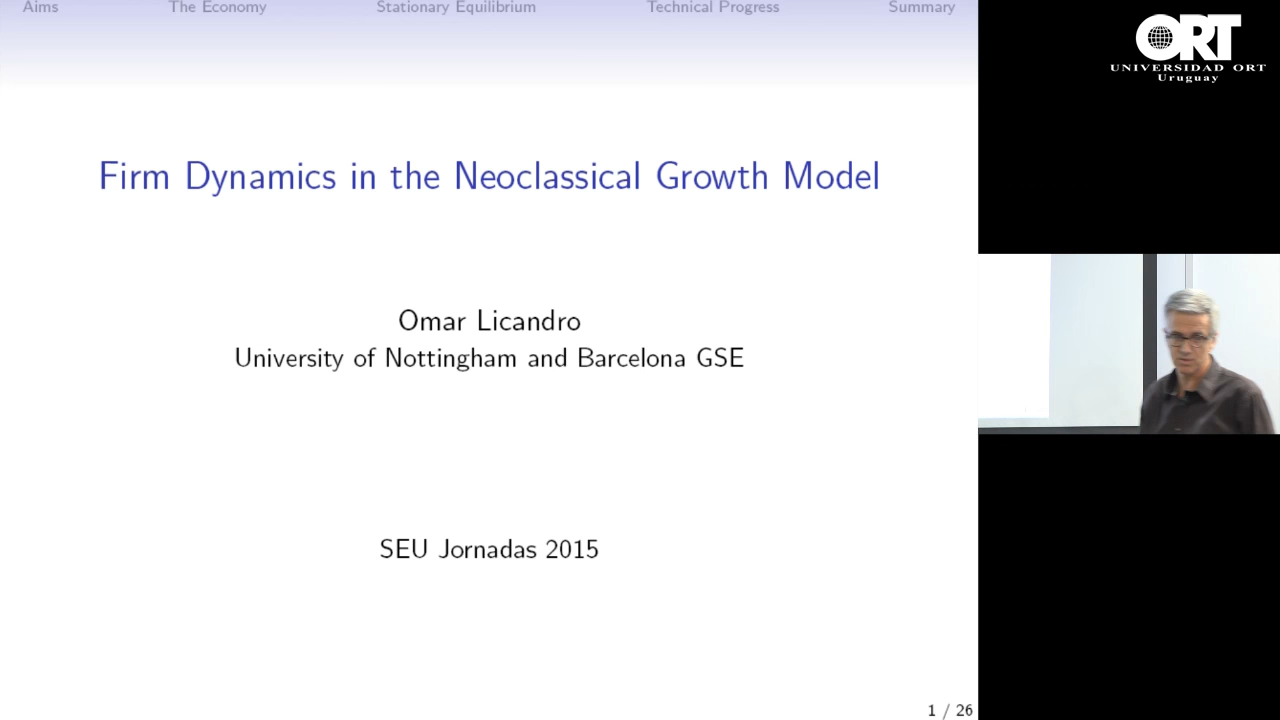 Aims The Economy Stationary Equilibrium Technical Progress Summary
Firm Dynamics in the Neoclassical Growth Model
Omar Licandro
University of Nottingham and Barcelona GSE
SEU Jornadas 2015
1 / 26
ORT
UNIVERSIDAD ORT
Uruguay